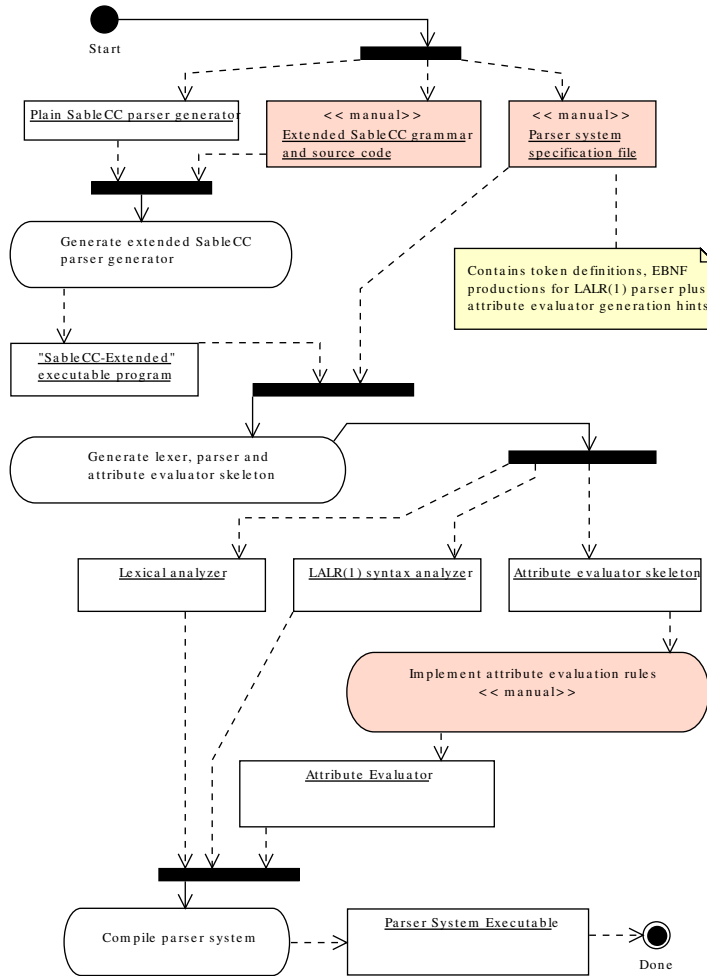 Start
Plain SableCC parser generator
<< manual>>
Extended SableCC grammar
and source code
<< manual>>
Parser system
specification file
Generate extended SableCC
parser generator
Contains token definitions, EBNF
productions for LALR(1) parser plus
attribute evaluator generation hints
"SableCC-Extended"
executable program
Generate lexer, parser and
attribute evaluator skeleton
Lexical analyzer
LALR(1) syntax analyzer
Attribute evaluator skeleton
Implement attribute evaluation rules
<< manual>>
Attribute Evaluator
Compile parser system
Parser System Executable
Done